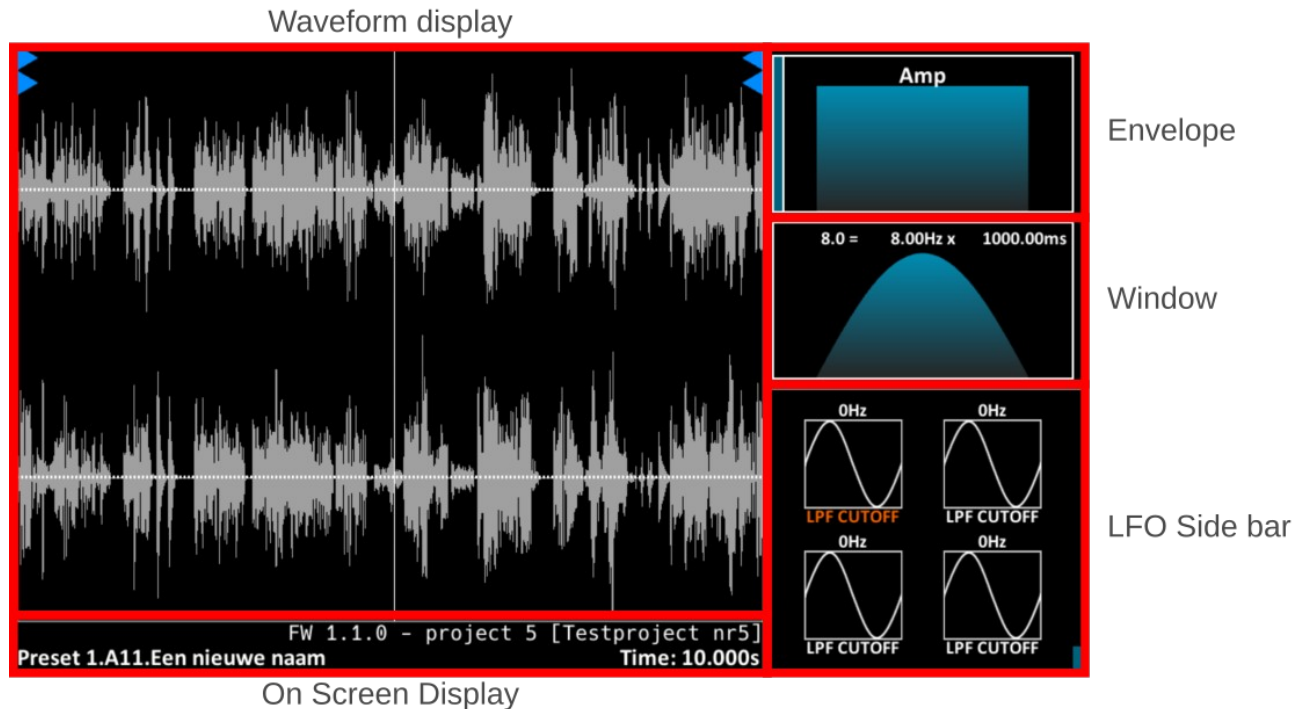 Waveform display
Amp
Envelope
8.0 = 8.00Hz x 1000.00ms
Window
0Hz 0Hz
LPF CUTOFF LPF CUTOFF
LFO Side bar
0Hz 0Hz
LPF CUTOFF LPF CUTOFF
FW 1.1.0 – project 5 [Testproject nr5]
Preset 1.A11.Een nieuwe naam Time: 10.000s
On Screen Display